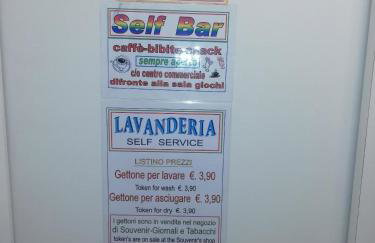 Self Bar
caffè-bibite-snack
sempre aperto
c/o centro commerciale
difronte alla sala giochi
LAVANDERIA
SELF SERVICE
LISTINO PREZZI
Gettone per lavare €. 3,90
Token for wash €. 3,90
Gettone per asciugare €. 3,90
Token for dry €. 3,90
I gettoni sono in vendita nel negozio
di Souvenir-Giornali e Tabacchi
token's are on sale at the Souvenir's shop